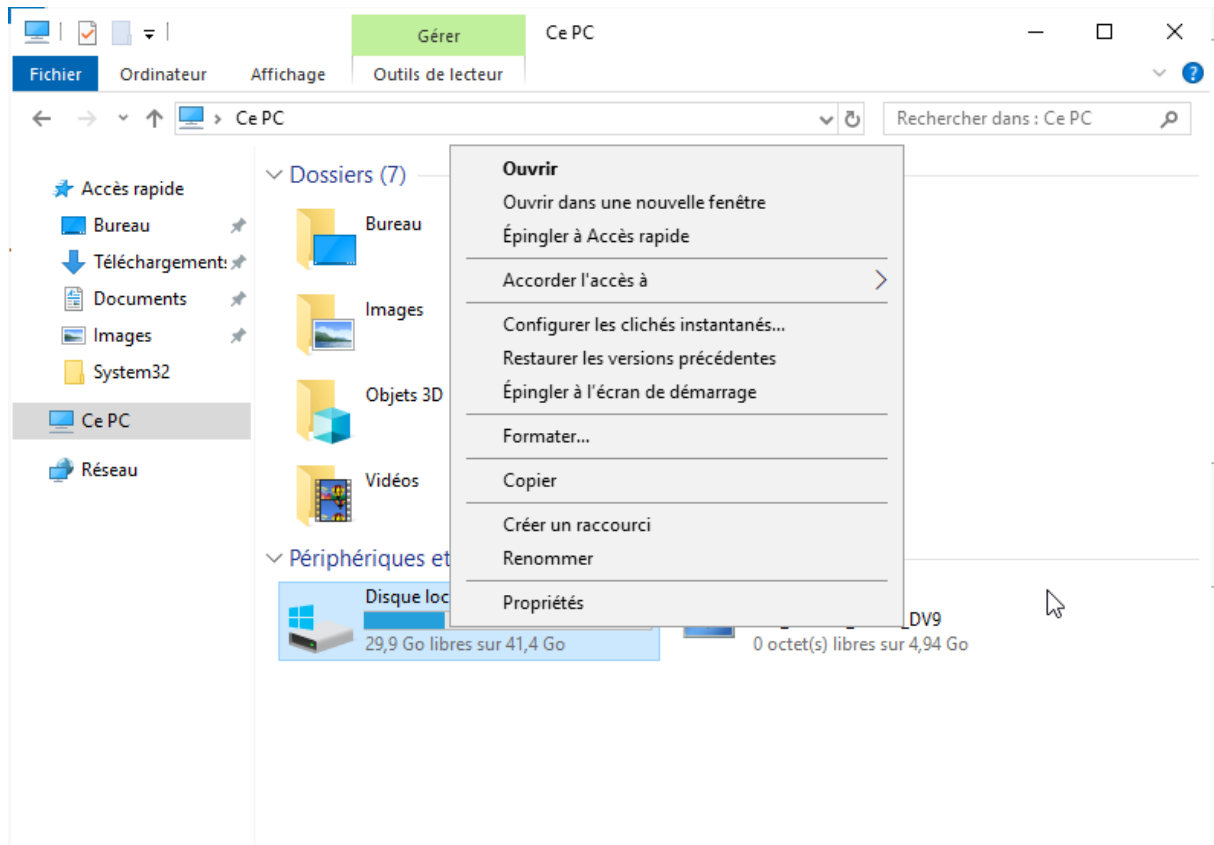 Gérer
Ce PC
Fichier
Ordinateur
Affichage
Outils de lecteur
Ce PC
Rechercher dans : Ce PC
Accès rapide
Bureau
Téléchargement
Documents
Images
System32
Ce PC
Réseau
Dossiers (7)
Bureau
Images
Objets 3D
Vidéos
Périphériques et
Disque loc
29,9 Go libres sur 41,4 Go
_DV9
0 octet(s) libres sur 4,94 Go
Ouvrir
Ouvrir dans une nouvelle fenêtre
Épingler à Accès rapide
Accorder l'accès à
Configurer les clichés instantanés...
Restaurer les versions précédentes
Épingler à l'écran de démarrage
Formater...
Copier
Créer un raccourci
Renommer
Propriétés